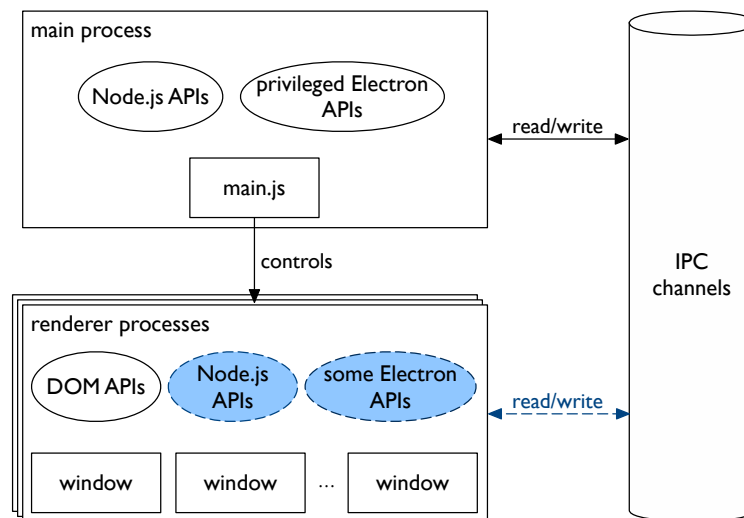 main process
Node.js APIs
privileged Electron
APIs
read/write
main.js
controls
IPC
channels
renderer processes
DOM APIs
Node.js
APIs
some Electron
APIs
read/write
window
window
...
window